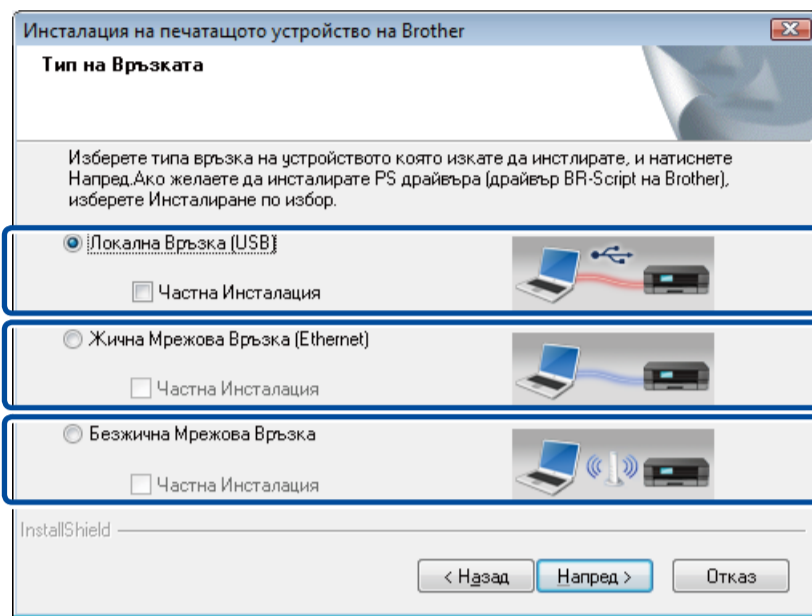 Инсталация на печатащото устройство на Brother
Тип на Връзката
Изберете типа връзка на устройството която изкате да инстлирате, и натиснете
Напред.Ако желаете да инсталирате PS драйвъра (драйвър BR-Script на Brother),
изберете Инсталиране по избор.
Локална Връзка (USB)
Частна Инсталация
Жична Мрежова Връзка (Ethernet)
Частна Инсталация
Безжична Мрежова Връзка
Частна Инсталация
InstallShield
< Назад Напред > Отказ